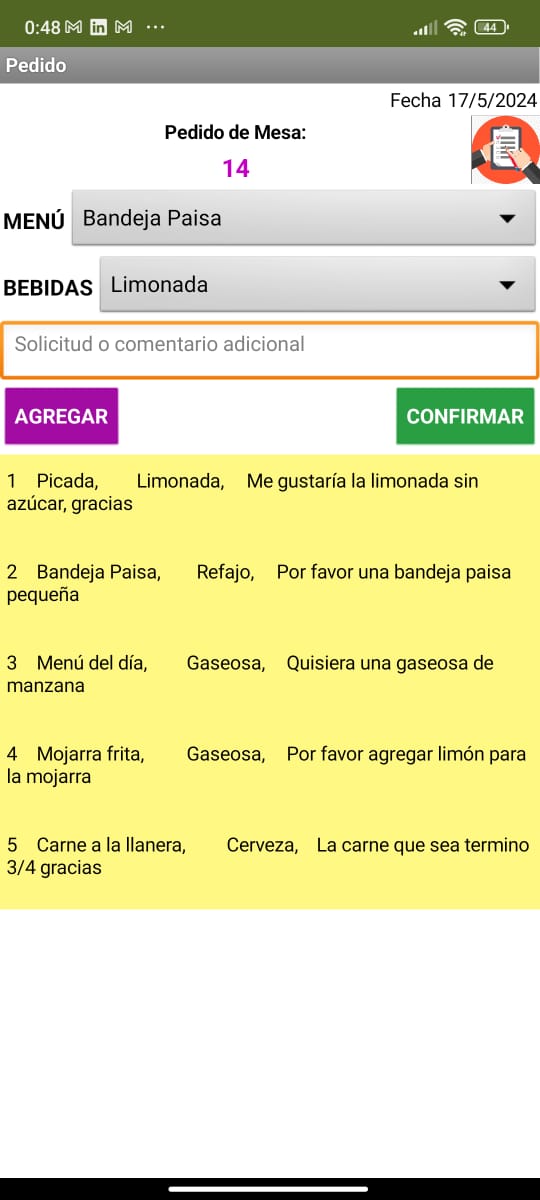 0:48
44
Pedido
Fecha 17/5/2024
Pedido de Mesa:
14
MENÚ Bandeja Paisa
BEBIDAS Limonada
Solicitud o comentario adicional
AGREGAR CONFIRMAR
1 Picada, Limonada, Me gustaría la limonada sin
azúcar, gracias
2 Bandeja Paisa, Refajo, Por favor una bandeja paisa
pequeña
3 Menú del día, Gaseosa, Quisiera una gaseosa de
manzana
4 Mojarra frita, Gaseosa, Por favor agregar limón para
la mojarra
5 Carne a la llanera, Cerveza, La carne que sea termino
3/4 gracias